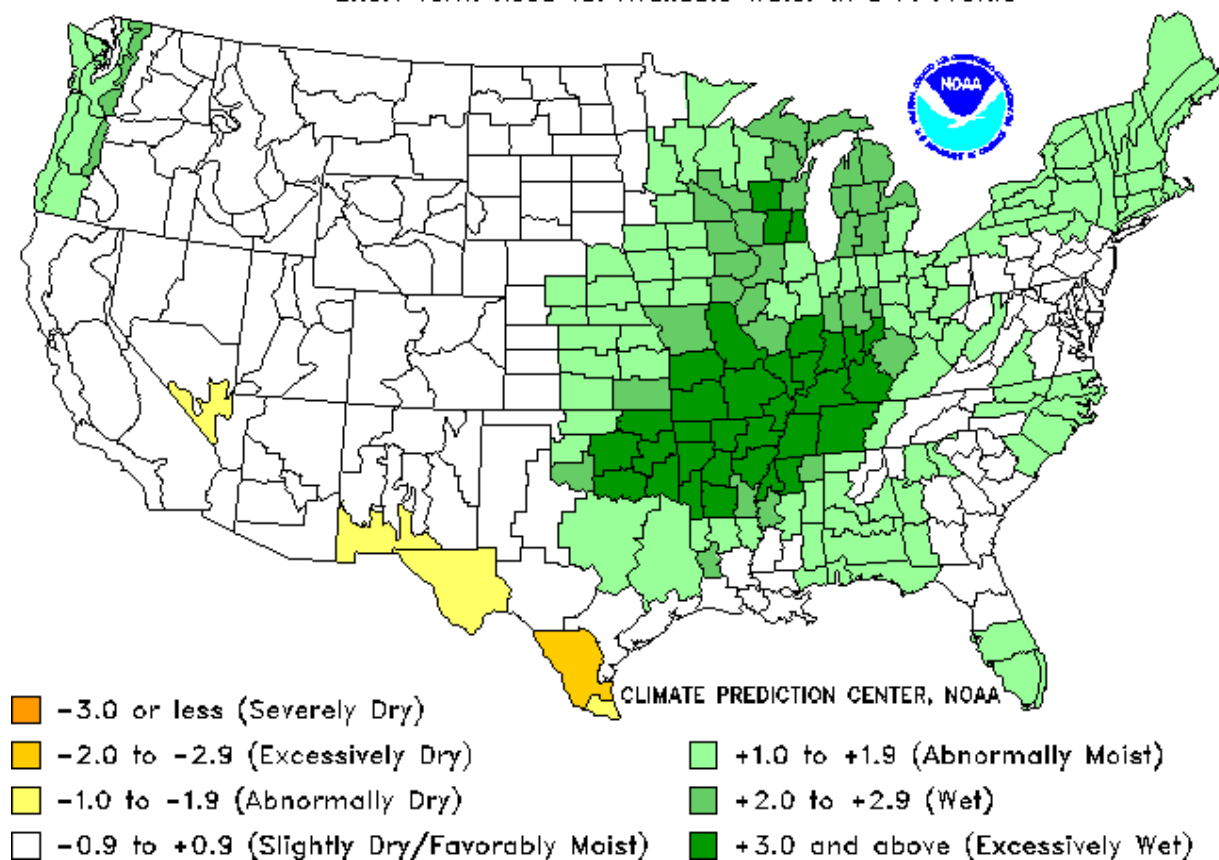 NOAA
CLIMATE PREDICTION CENTER, NOAA
-3.0 or less (Severely Dry)
-2.0 to -2.9 (Excessively Dry)
-1.0 to -1.9 (Abnormally Dry)
-0.9 to +0.9 (Slightly Dry/Favorably Moist)
+1.0 to +1.9 (Abnormally Moist)
+2.0 to +2.9 (Wet)
+3.0 and above (Excessively Wet)